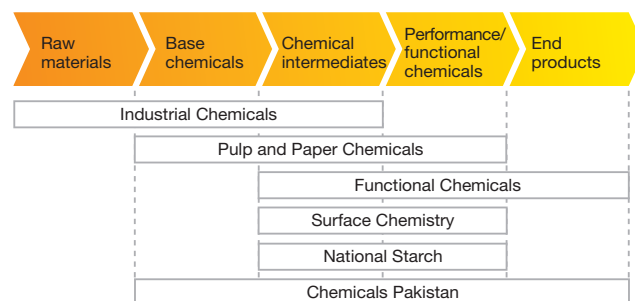 Raw
materials
Base
chemicals
Chemical
intermediates
Performance/
functional
chemicals
End
products
Industrial Chemicals
Pulp and Paper Chemicals
Functional Chemicals
Surface Chemistry
National Starch
Chemicals Pakistan